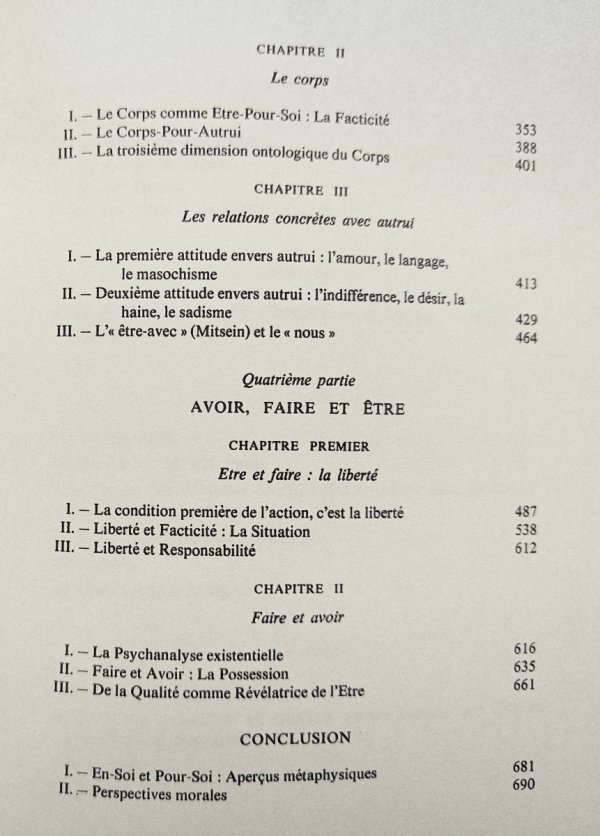 CHAPITRE II
Le corps
I. – Le Corps comme Etre-Pour-Soi : La Facticité 353
II. – Le Corps-Pour-Autrui 388
III. – La troisième dimension ontologique du Corps 401
CHAPITRE III
Les relations concrètes avec autrui
I. – La première attitude envers autrui : l'amour, le langage,
le masochisme 413
II. – Deuxième attitude envers autrui : l'indifférence, le désir, la
haine, le sadisme 429
III. – L'« être-avec » (Mitsein) et le « nous » 464
Quatrième partie
AVOIR, FAIRE ET ÊTRE
CHAPITRE PREMIER
Etre et faire : la liberté
I. – La condition première de l'action, c'est la liberté 487
II. – Liberté et Facticité : La Situation 538
III. – Liberté et Responsabilité 612
CHAPITRE II
Faire et avoir
I. – La Psychanalyse existentielle 616
II. – Faire et Avoir : La Possession 635
III. – De la Qualité comme Révélatrice de l'Etre 661
CONCLUSION
I. – En-Soi et Pour-Soi : Aperçus métaphysiques 681
II. – Perspectives morales 690